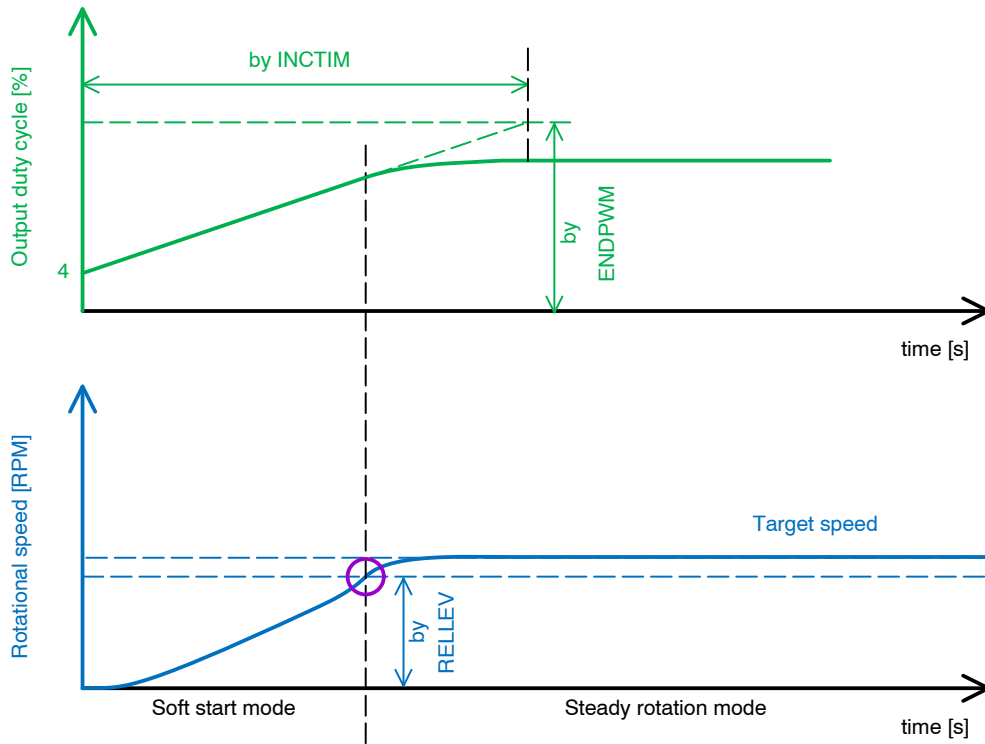 Output duty cycle [%]
by INCTIM
4
by
ENDPWM
time [s]
Rotational speed [RPM]
Target speed
by
RELLEV
Soft start mode
Steady rotation mode
time [s]